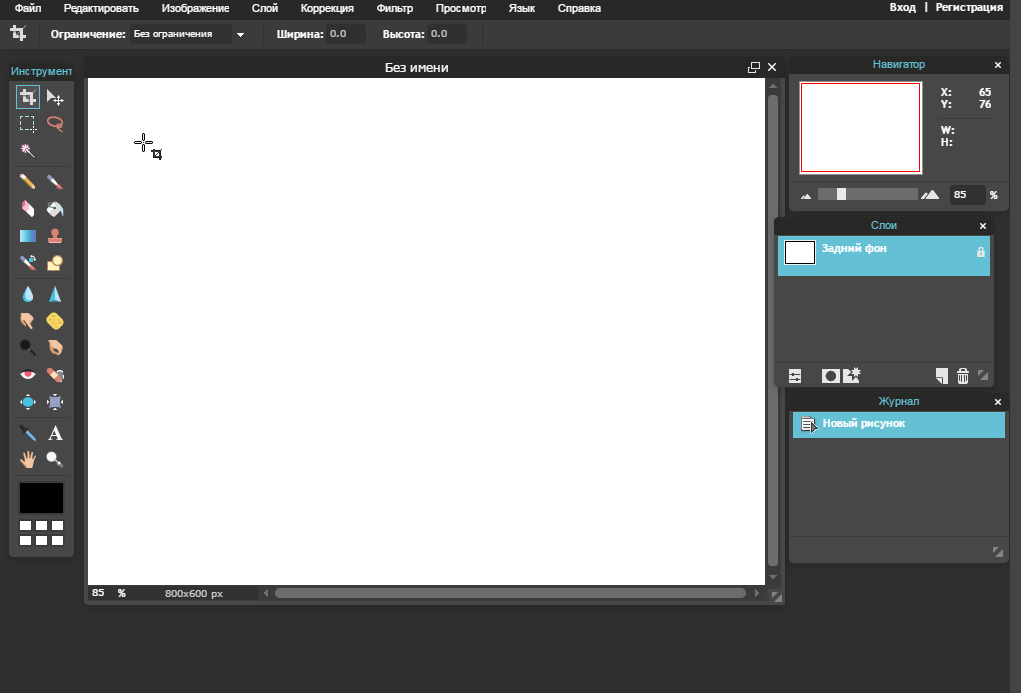 Файл Редактировать Изображение Слой Коррекция Фильтр Просмотр Язык Справка Вход | Регистрация
Ограничение: Без ограничения Ширина: 0.0 Высота: 0.0
Инструмент
Без имени
Навигатор
X: 65
Y: 76
W:
H:
85 %
Слои
Задний фон
Журнал
Новый рисунок
A
85 % 800x600 px